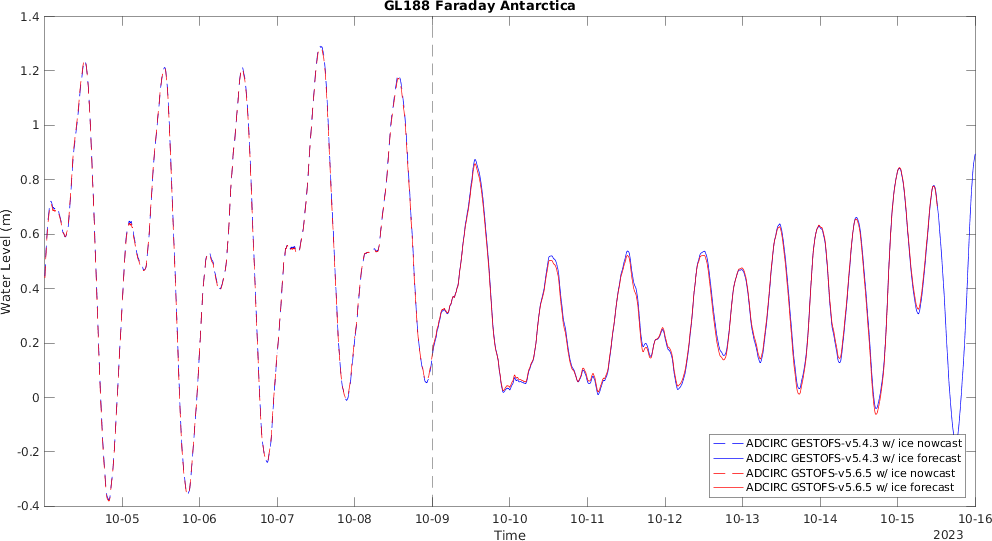 GL188 Faraday Antarctica
1.4
1.2
1
0.8
0.6
0.4
0.2
0
-0.2
-0.4
Water Level (m)
ADCIRC GESTOFS-v5.4.3 w/ ice nowcast
ADCIRC GESTOFS-v5.4.3 w/ ice forecast
ADCIRC GSTOFS-v5.6.5 w/ ice nowcast
ADCIRC GSTOFS-v5.6.5 w/ ice forecast
10-05 10-06 10-07 10-08 10-09 10-10 10-11 10-12 10-13 10-14 10-15 10-16
Time
2023